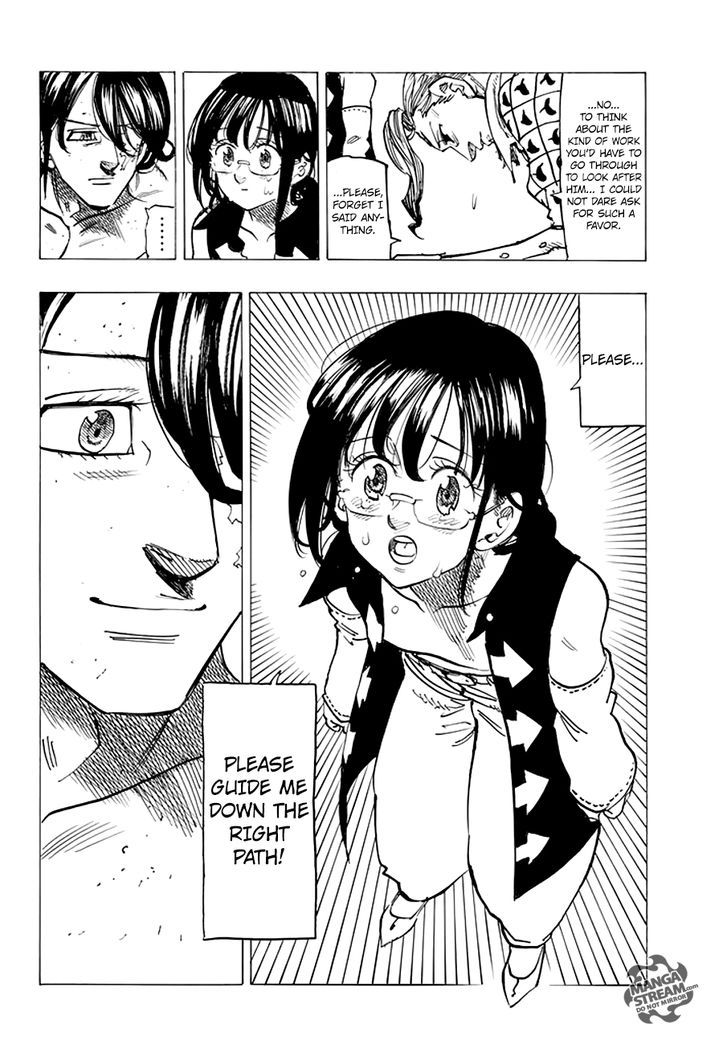 ...NO...
TO THINK
ABOUT THE
KIND OF WORK
YOU'D HAVE TO
GO THROUGH
TO LOOK AFTER
HIM... I COULD
NOT DARE ASK
FOR SUCH A
FAVOR.
...PLEASE,
FORGET I
SAID ANY-
THING.
......
PLEASE...
PLEASE
GUIDE ME
DOWN THE
RIGHT
PATH!
MANGA
STREAM.com
DO NOT MIRROR